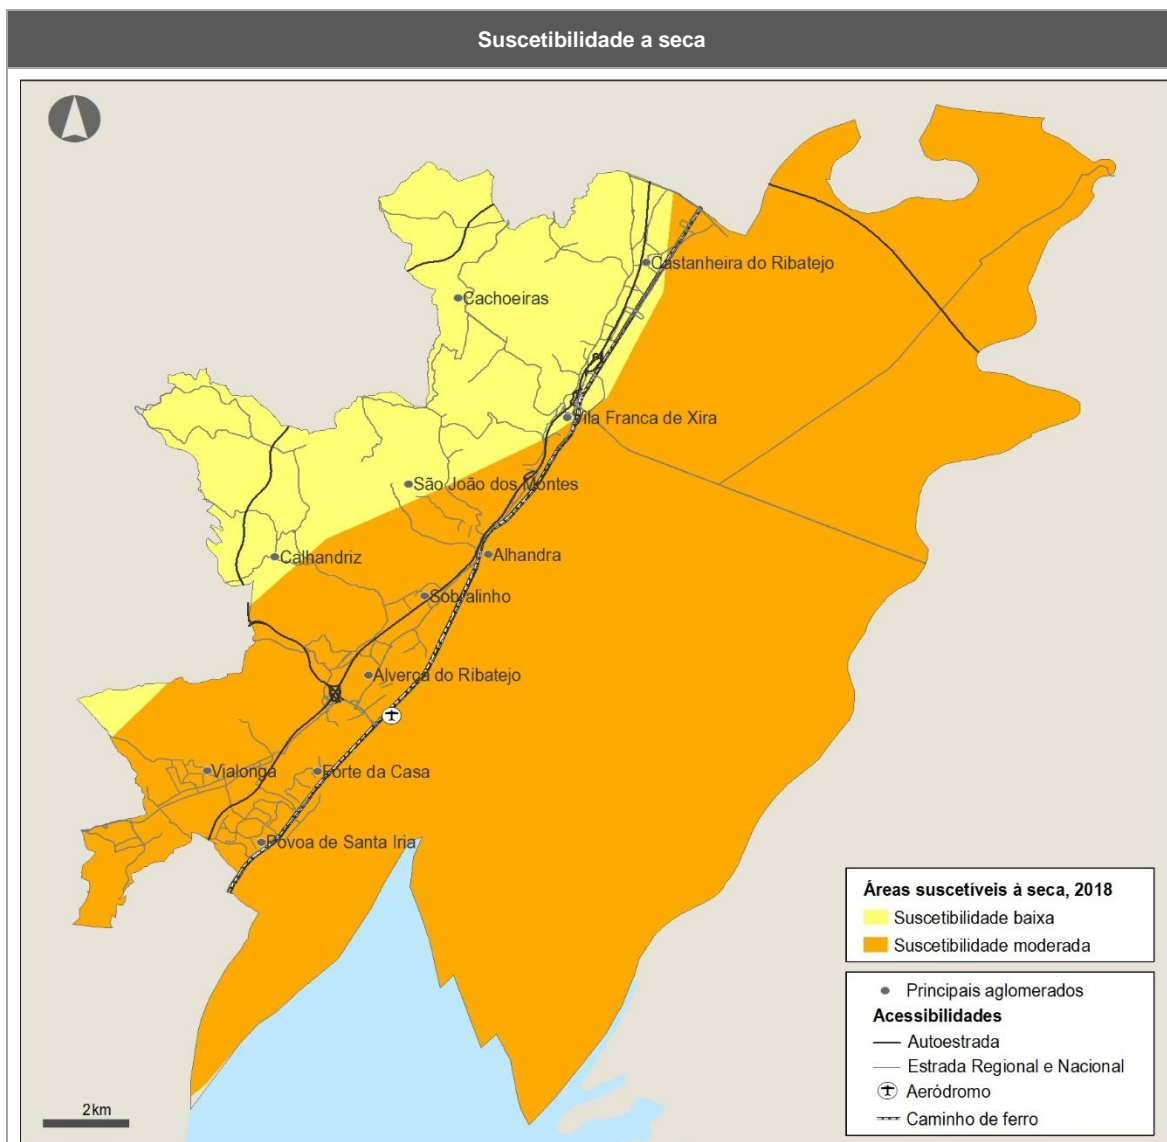 Suscetibilidade a seca
Castanheira do Ribatejo
Cachoeiras
Vila Franca de Xira
São João dos Montes
Calhandriz
Alhandra
Sobralinho
Alverca do Ribatejo
Vialonga
Forte da Casa
Póvoa de Santa Iria
Áreas suscetíveis à seca, 2018
Suscetibilidade baixa
Suscetibilidade moderada
Principais aglomerados
Acessibilidades
Autoestrada
Estrada Regional e Nacional
Aeródromo
Caminho de ferro
2km